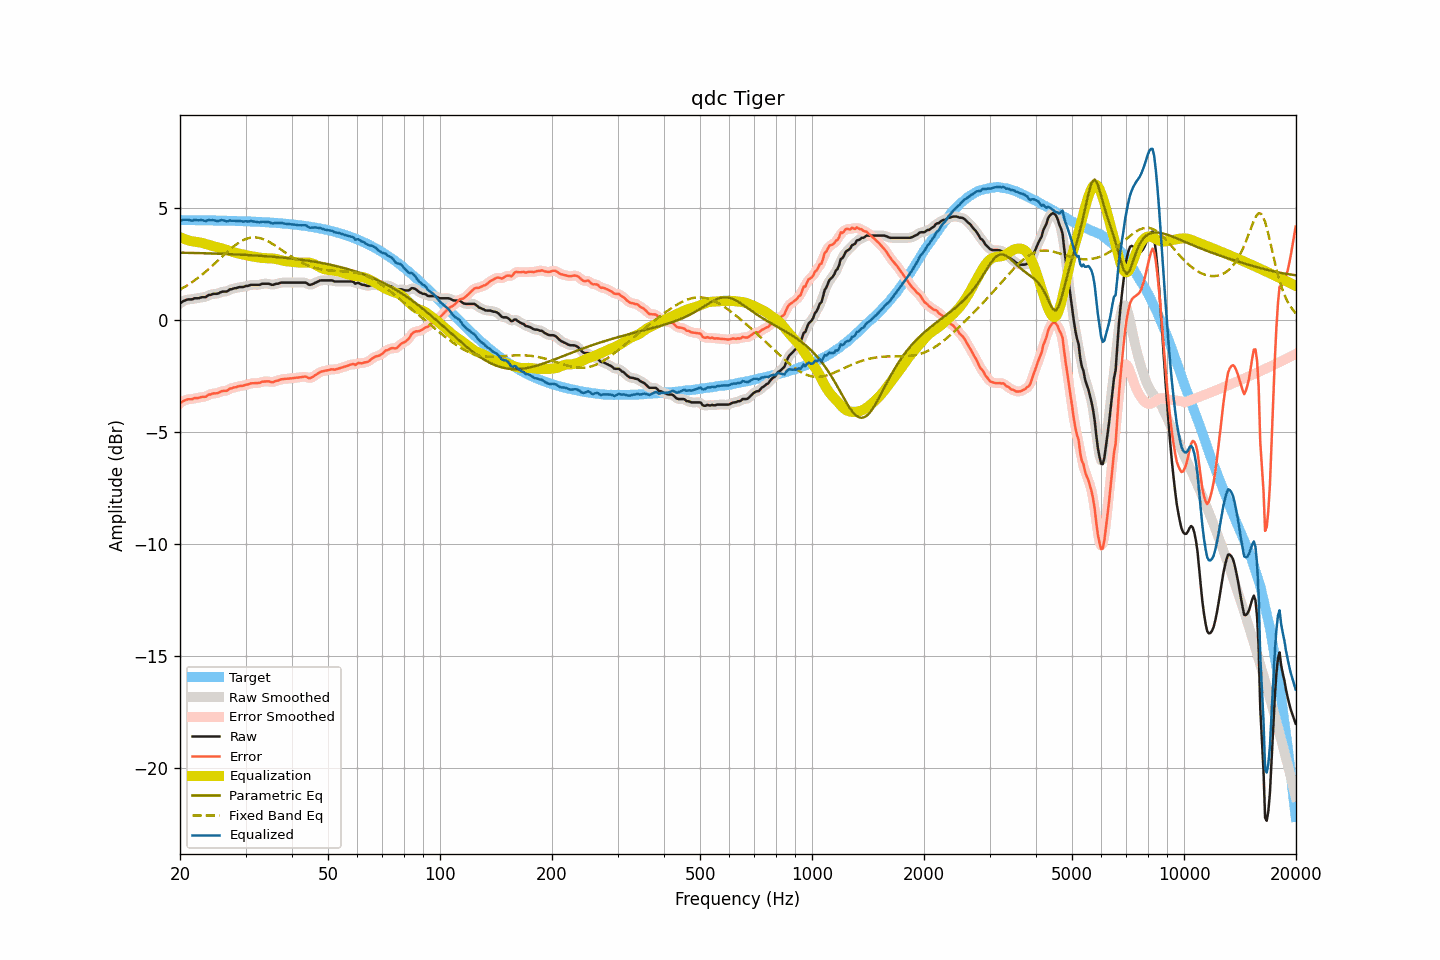 qdc Tiger
Amplitude (dBr)
5
0
−5
−10
−15
−20
Target
Raw Smoothed
Error Smoothed
Raw
Error
Equalization
Parametric Eq
Fixed Band Eq
Equalized
20 50 100 200 500 1000 2000 5000 10000 20000
Frequency (Hz)